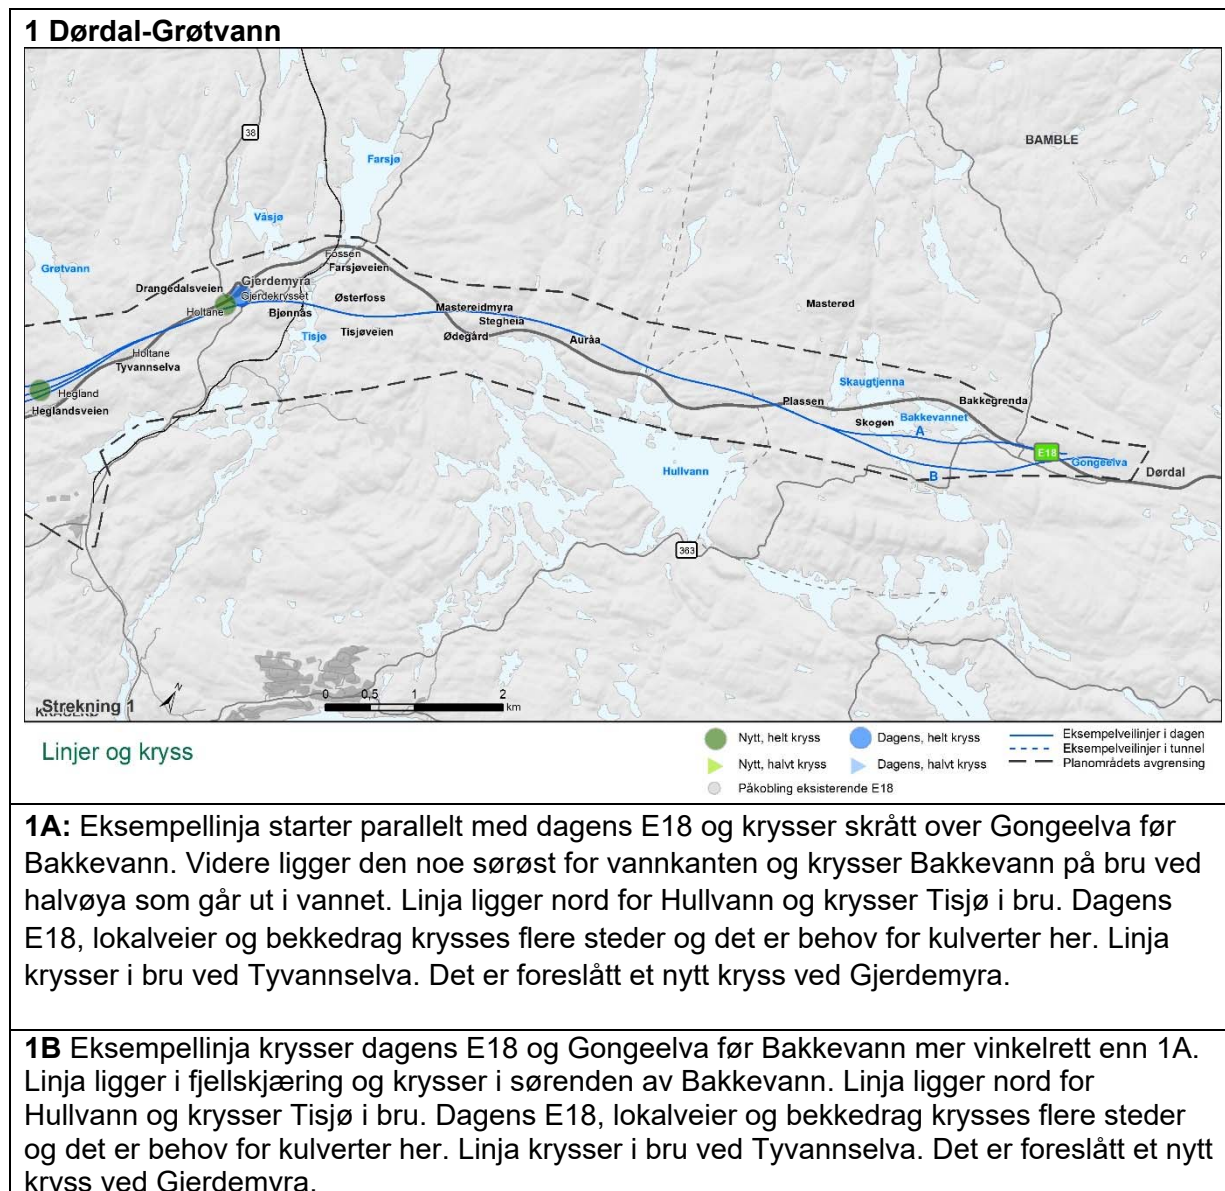 1 Dørdal-Grøtvann
38
BAMBLE
Farsjø
Våsjø
Fossen
Farsjøveien
Grøtvann
Gjerdemyra
Drangedalsveien
Gjerdekrysset
Østerfoss
Masterød
Holtane
Bjønnås
Mastereidmyra
Stegheia
Tisjø
Tisjøveien
Ødegård
Auråa
Holtane
Tyvannselva
Skaugtjenna
Hegland
Plassen
Bakkegrenda
Heglandsveien
Bakkevannet
Skogen
A
E18
Gongeelva
Dørdal
Hullvann
B
363
N
Strekning 1
KRAGERØ
0 0,5 1 2
km
Linjer og kryss
Nytt, helt kryss
Dagens, helt kryss
Eksempelveilinjer i dagen
Eksempelveilinjer i tunnel
Nytt, halvt kryss
Dagens, halvt kryss
Planområdets avgrensing
Påkobling eksisterende E18
1A: Eksempellinja starter parallelt med dagens E18 og krysser skrått over Gongeelva før
Bakkevann. Videre ligger den noe sørøst for vannkanten og krysser Bakkevann på bru ved
halvøya som går ut i vannet. Linja ligger nord for Hullvann og krysser Tisjø i bru. Dagens
E18, lokalveier og bekkedrag krysses flere steder og det er behov for kulverter her. Linja
krysser i bru ved Tyvannselva. Det er foreslått et nytt kryss ved Gjerdemyra.
1B Eksempellinja krysser dagens E18 og Gongeelva før Bakkevann mer vinkelrett enn 1A.
Linja ligger i fjellskjæring og krysser i sørenden av Bakkevann. Linja ligger nord for
Hullvann og krysser Tisjø i bru. Dagens E18, lokalveier og bekkedrag krysses flere steder
og det er behov for kulverter her. Linja krysser i bru ved Tyvannselva. Det er foreslått et nytt
kryss ved Gjerdemyra.